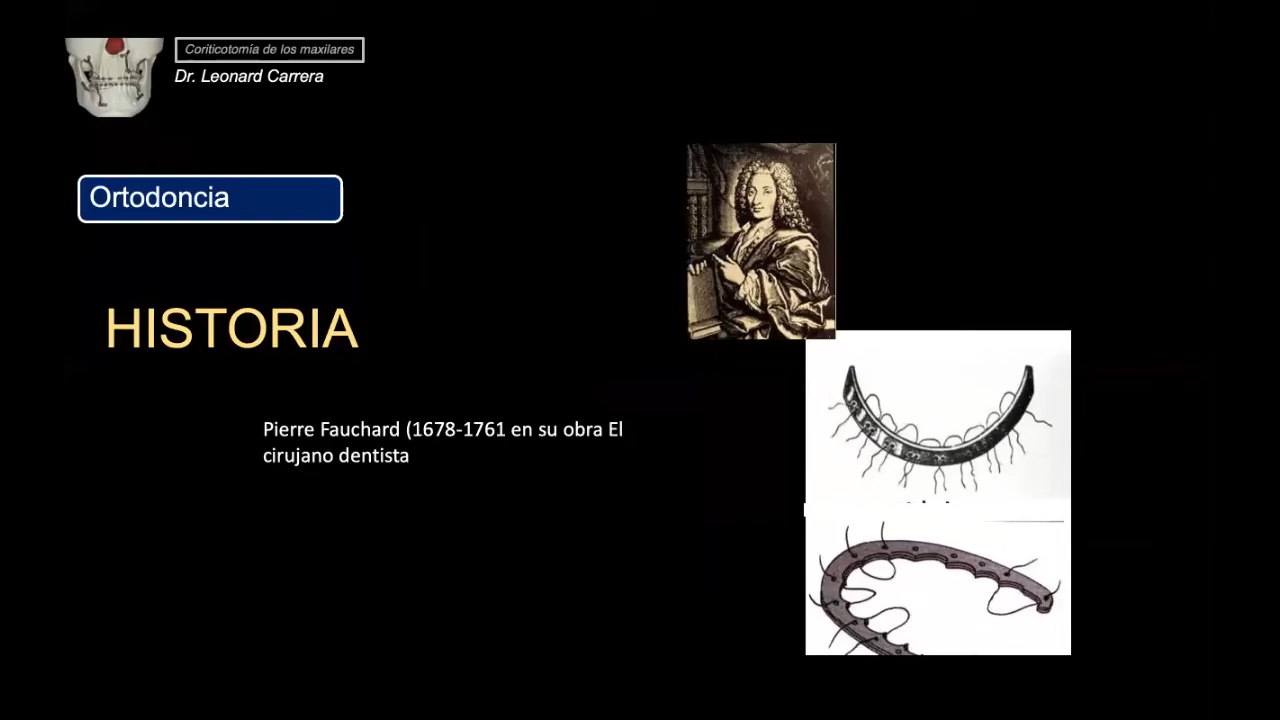 Coriticotomía de los maxilares
Dr. Leonard Carrera
Ortodoncia
HISTORIA
Pierre Fauchard (1678-1761 en su obra El
cirujano dentista